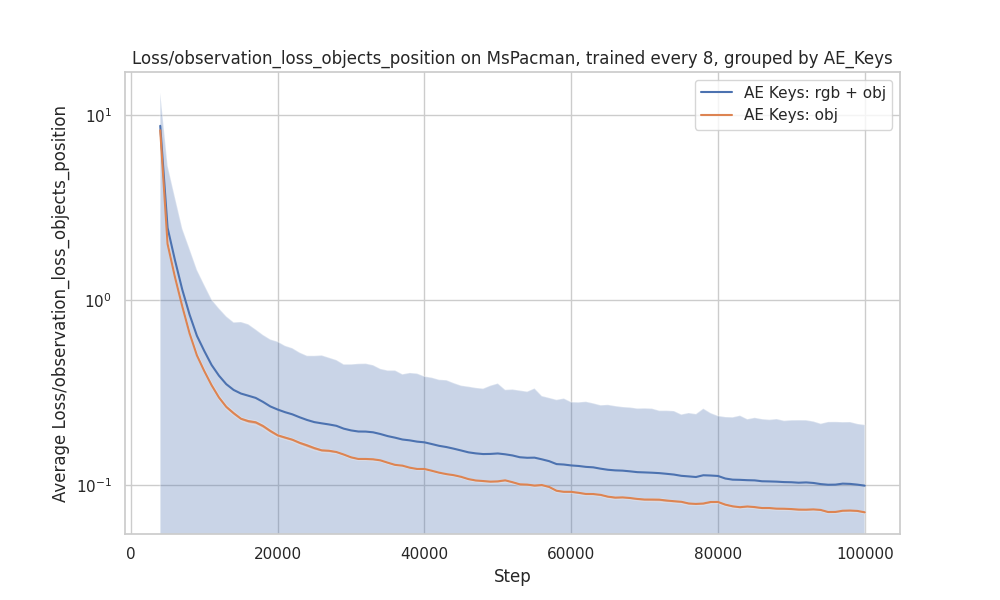 Loss/observation_loss_objects_position on MsPacman, trained every 8, grouped by AE_Keys
AE Keys: rgb + obj
AE Keys: obj
Average Loss/observation_loss_objects_position
10¹
10⁰
10⁻¹
0 20000 40000 60000 80000 100000
Step